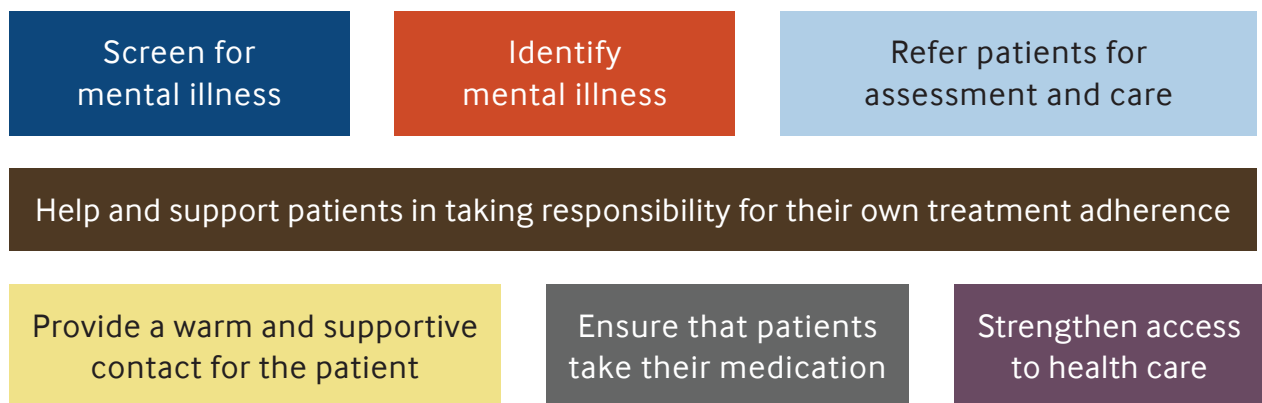 Screen for
mental illness
Identify
mental illness
Refer patients for
assessment and care
Help and support patients in taking responsibility for their own treatment adherence
Provide a warm and supportive
contact for the patient
Ensure that patients
take their medication
Strengthen access
to health care